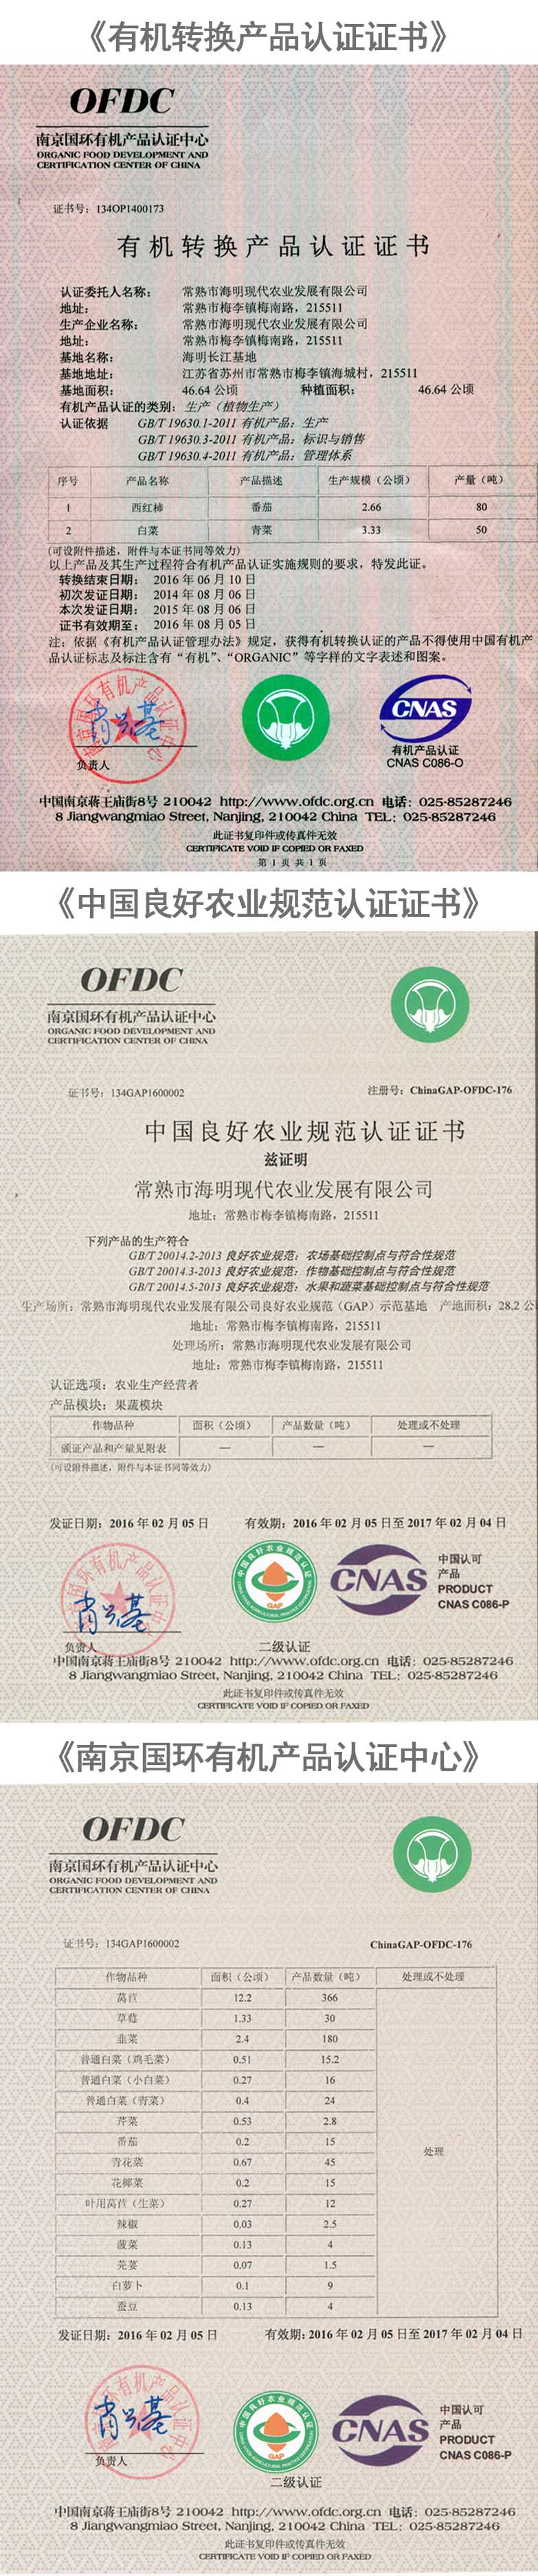 《有机转换产品认证证书》
OFDC
南京国环有机产品认证中心
ORGANIC FOOD DEVELOPMENT AND
CERTIFICATION CENTER OF CHINA
证书号：134OP1400173
有机转换产品认证证书
认证委托人名称： 常熟市海明现代农业发展有限公司
地址： 常熟市梅李镇梅南路，215511
生产企业名称： 常熟市海明现代农业发展有限公司
地址： 常熟市梅李镇梅南路，215511
基地名称： 海明长江基地
基地地址： 江苏省苏州市常熟市梅李镇海城村，215511
基地面积： 46.64 公顷 种植面积： 46.64 公顷
有机产品认证的类别：生产（植物生产）
认证依据 GB/T 19630.1-2011 有机产品：生产
GB/T 19630.3-2011 有机产品：标识与销售
GB/T 19630.4-2011 有机产品：管理体系
序号 产品名称 产品描述 生产规模（公顷） 产量（吨）
1 西红柿 番茄 2.66 80
2 白菜 青菜 3.33 50
(可设附件描述，附件与本证书同等效力)
以上产品及其生产过程符合有机产品认证实施规则的要求，特发此证。
转换结束日期： 2016 年 06 月 10 日
初次发证日期： 2014 年 08 月 06 日
本次发证日期： 2015 年 08 月 06 日
证书有效期至： 2016 年 08 月 05 日
注：依据《有机产品认证管理办法》规定，获得有机转换认证的产品不得使用中国有机产
品认证标志及标注含有“有机”、“ORGANIC”等字样的文字表述和图案。
南京国环有机产品认证中心
CNAS
有机产品认证
CNAS C086-O
负责人
中国南京蒋王庙街8号 210042 http://www.ofdc.org.cn 电话：025-85287246
8 Jiangwangmiao Street, Nanjing, 210042 China TEL：025-85287246
此证书复印件或传真件无效
CERTIFICATE VOID IF COPIED OR FAXED
第 1 页 共 1 页
《中国良好农业规范认证证书》
OFDC
南京国环有机产品认证中心
ORGANIC FOOD DEVELOPMENT AND
CERTIFICATION CENTER OF CHINA
证书号：134GAP1600002 注册号：ChinaGAP-OFDC-176
中国良好农业规范认证证书
兹证明
常熟市海明现代农业发展有限公司
地址：常熟市梅李镇梅南路，215511
下列产品的生产符合
GB/T 20014.2-2013 良好农业规范：农场基础控制点与符合性规范
GB/T 20014.3-2013 良好农业规范：作物基础控制点与符合性规范
GB/T 20014.5-2013 良好农业规范：水果和蔬菜基础控制点与符合性规范
生产场所：常熟市海明现代农业发展有限公司良好农业规范（GAP）示范基地 产地面积：28.2 公
地址：常熟市梅李镇梅南路，215511
处理场所：常熟市海明现代农业发展有限公司
地址：常熟市梅李镇梅南路，215511
认证选项：农业生产经营者
产品模块：果蔬模块
作物品种 面积（公顷） 产品数量（吨） 处理或不处理
颁证产品和产量见附表 — — —
(可设附件描述，附件与本证书同等效力)
发证日期：2016 年 02 月 05 日 有效期：2016 年 02 月 05 日至 2017 年 02 月 04 日
南京国环有机产品认证中心
GAP
CNAS
中国认可
产品
PRODUCT
CNAS C086-P
负责人
二级认证
中国南京蒋王庙街8号 210042 http://www.ofdc.org.cn 电话：025-85287246
8 Jiangwangmiao Street, Nanjing, 210042 China TEL：025-85287246
此证书复印件或传真件无效
CERTIFICATE VOID IF COPIED OR FAXED
《南京国环有机产品认证中心》
OFDC
南京国环有机产品认证中心
ORGANIC FOOD DEVELOPMENT AND
CERTIFICATION CENTER OF CHINA
证书号：134GAP1600002 ChinaGAP-OFDC-176
作物品种 面积（公顷） 产品数量（吨） 处理或不处理
莴苣 12.2 366
草莓 1.33 30
韭菜 2.4 180
普通白菜（鸡毛菜） 0.51 15.2
普通白菜（小白菜） 0.27 16
普通白菜（青菜） 0.4 24
芹菜 0.53 2.8
番茄 0.2 15
处理
青花菜 0.67 45
花椰菜 0.2 15
叶用莴苣（生菜） 0.27 12
辣椒 0.03 2.5
菠菜 0.13 4
芫荽 0.07 1.5
白萝卜 0.1 9
蚕豆 0.13 4
发证日期：2016 年 02 月 05 日 有效期：2016 年 02 月 05 日至 2017 年 02 月 04 日
南京国环有机产品认证中心
GAP
CNAS
中国认可
产品
PRODUCT
CNAS C086-P
负责人
二级认证
中国南京蒋王庙街8号 210042 http://www.ofdc.org.cn 电话：025-85287246
8 Jiangwangmiao Street, Nanjing, 210042 China TEL：025-85287246
此证书复印件或传真件无效
CERTIFICATE VOID IF COPIED OR FAXED